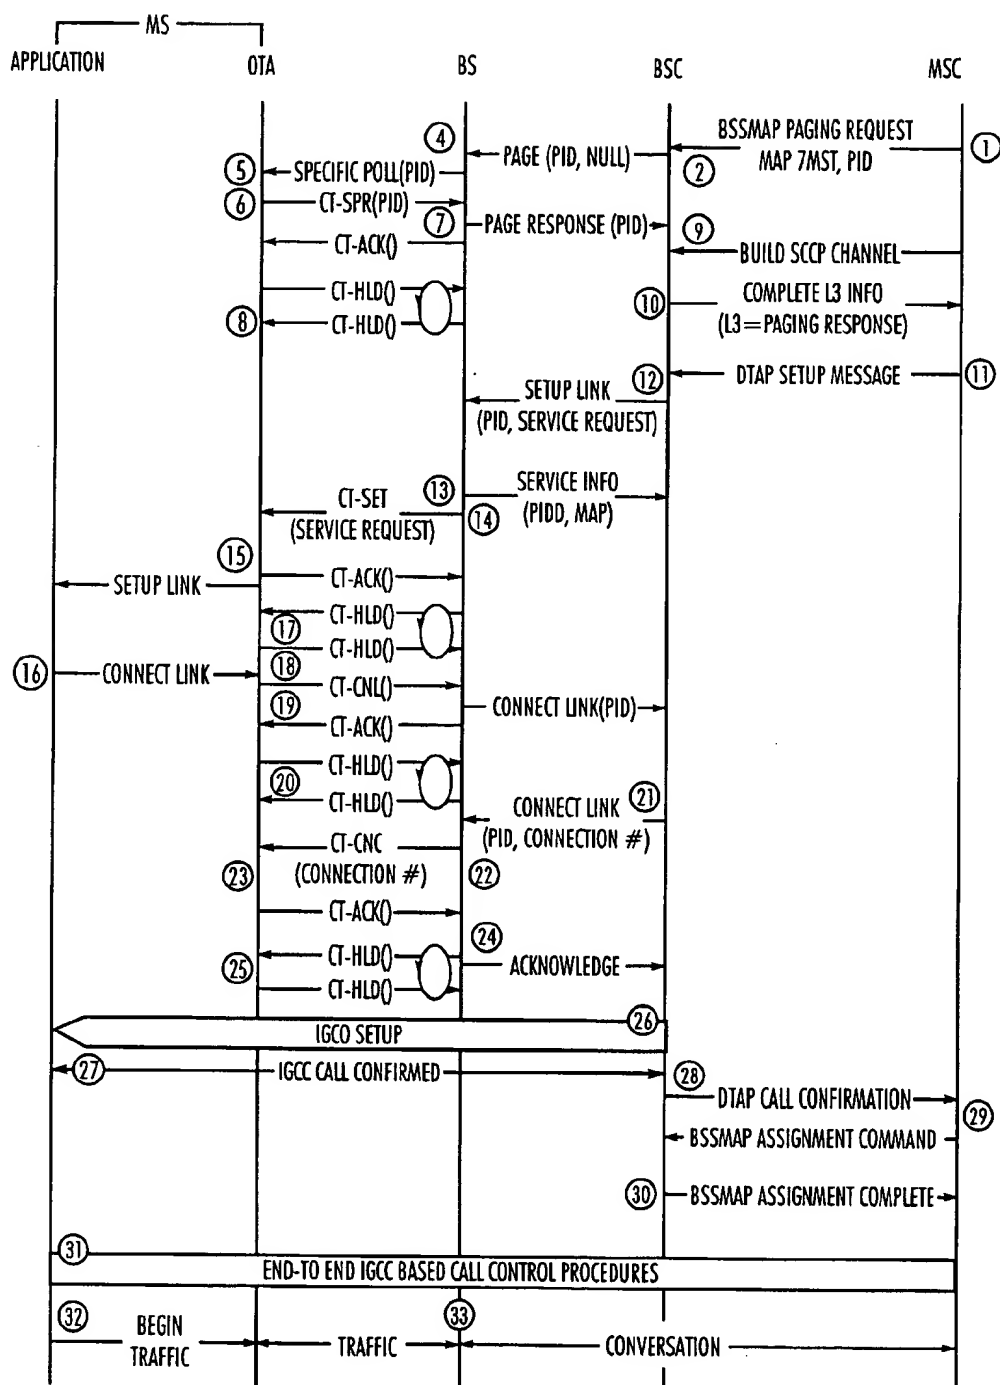 MS
APPLICATION OTA BS BSC MSC
4 BSSMAP PAGING REQUEST 1
PAGE (PID, NULL) MAP 7MST, PID
5 SPECIFIC POLL(PID) 2
6 CT-SPR(PID)
7 PAGE RESPONSE (PID) 9
CT-ACK() BUILD SCCP CHANNEL
CT-HLD() 10 COMPLETE L3 INFO
8 CT-HLD() (L3=PAGING RESPONSE)
12 DTAP SETUP MESSAGE 11
SETUP LINK
(PID, SERVICE REQUEST)
13 SERVICE INFO
CT-SET (PIDD, MAP)
(SERVICE REQUEST) 14
15
SETUP LINK CT-ACK()
CT-HLD()
17 CT-HLD()
16 CONNECT LINK 18 CT-CNL()
19 CT-ACK() CONNECT LINK(PID)
CT-HLD()
20 CT-HLD() CONNECT LINK 21
(PID, CONNECTION #)
CT-CNC
23 (CONNECTION #) 22
CT-ACK()
24
CT-HLD() ACKNOWLEDGE
25 CT-HLD()
IGCO SETUP 26
27 IGCC CALL CONFIRMED 28
DTAP CALL CONFIRMATION 29
BSSMAP ASSIGNMENT COMMAND
30 BSSMAP ASSIGNMENT COMPLETE
31
END-TO END IGCC BASED CALL CONTROL PROCEDURES
32 33
BEGIN
TRAFFIC TRAFFIC CONVERSATION